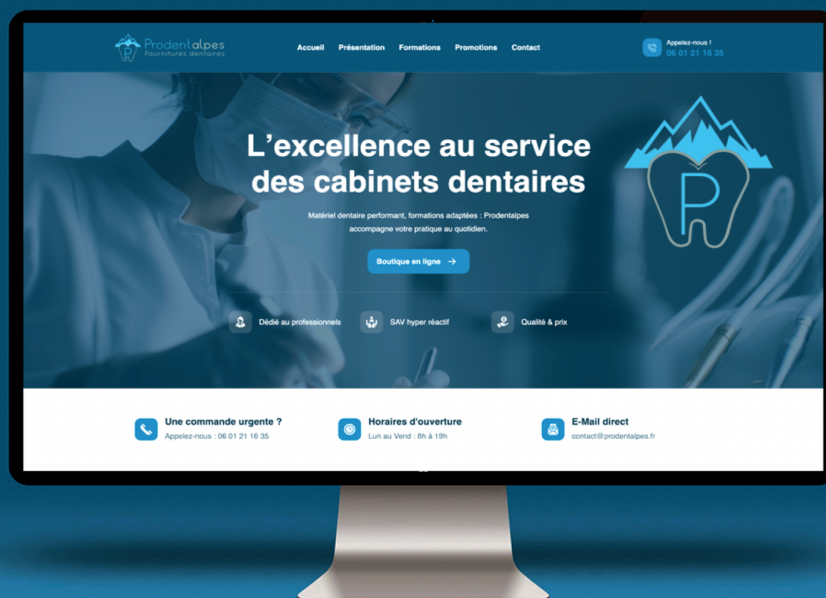 Prodentalpes
Fournitures dentaires
Accueil Présentation Formations Promotions Contact
Appelez-nous !
06 01 21 16 35
L'excellence au service
des cabinets dentaires
Matériel dentaire performant, formations adaptées : Prodentalpes
accompagne votre pratique au quotidien.
Boutique en ligne →
P
Dédié au professionnels
SAV hyper réactif
Qualité & prix
Une commande urgente ?
Appelez-nous : 06 01 21 16 35
Horaires d'ouverture
Lun au Vend : 8h à 19h
E-Mail direct
contact@prodentalpes.fr